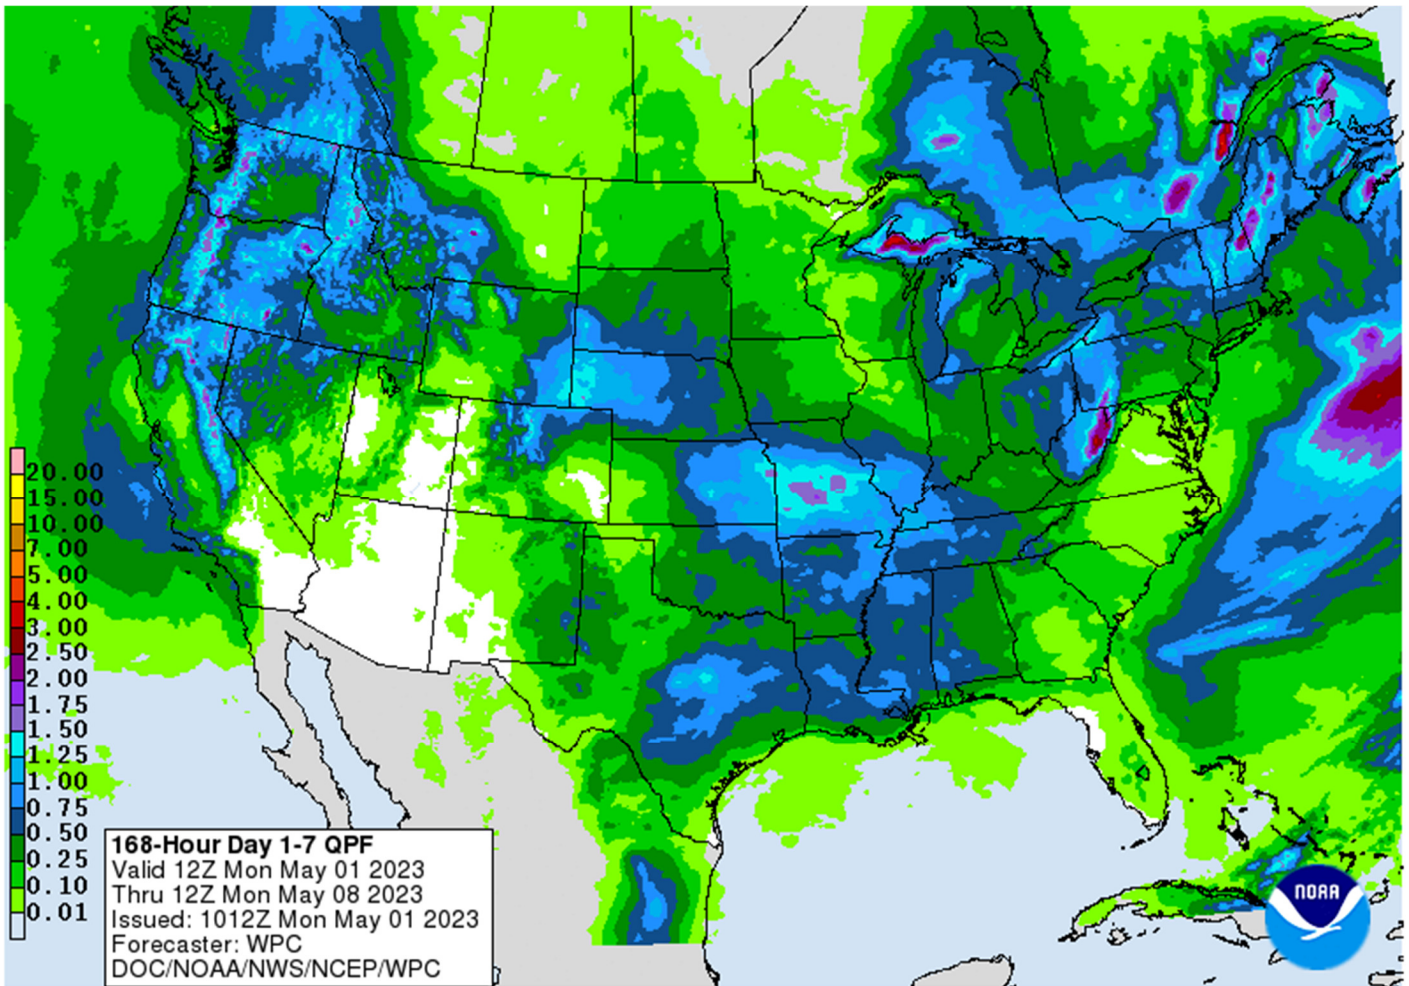 20.00
15.00
10.00
7.00
5.00
4.00
3.00
2.50
2.00
1.75
1.50
1.25
1.00
0.75
0.50
0.25
0.10
0.01
168-Hour Day 1-7 QPF
Valid 12Z Mon May 01 2023
Thru 12Z Mon May 08 2023
Issued: 1012Z Mon May 01 2023
Forecaster: WPC
DOC/NOAA/NWS/NCEP/WPC
NOAA